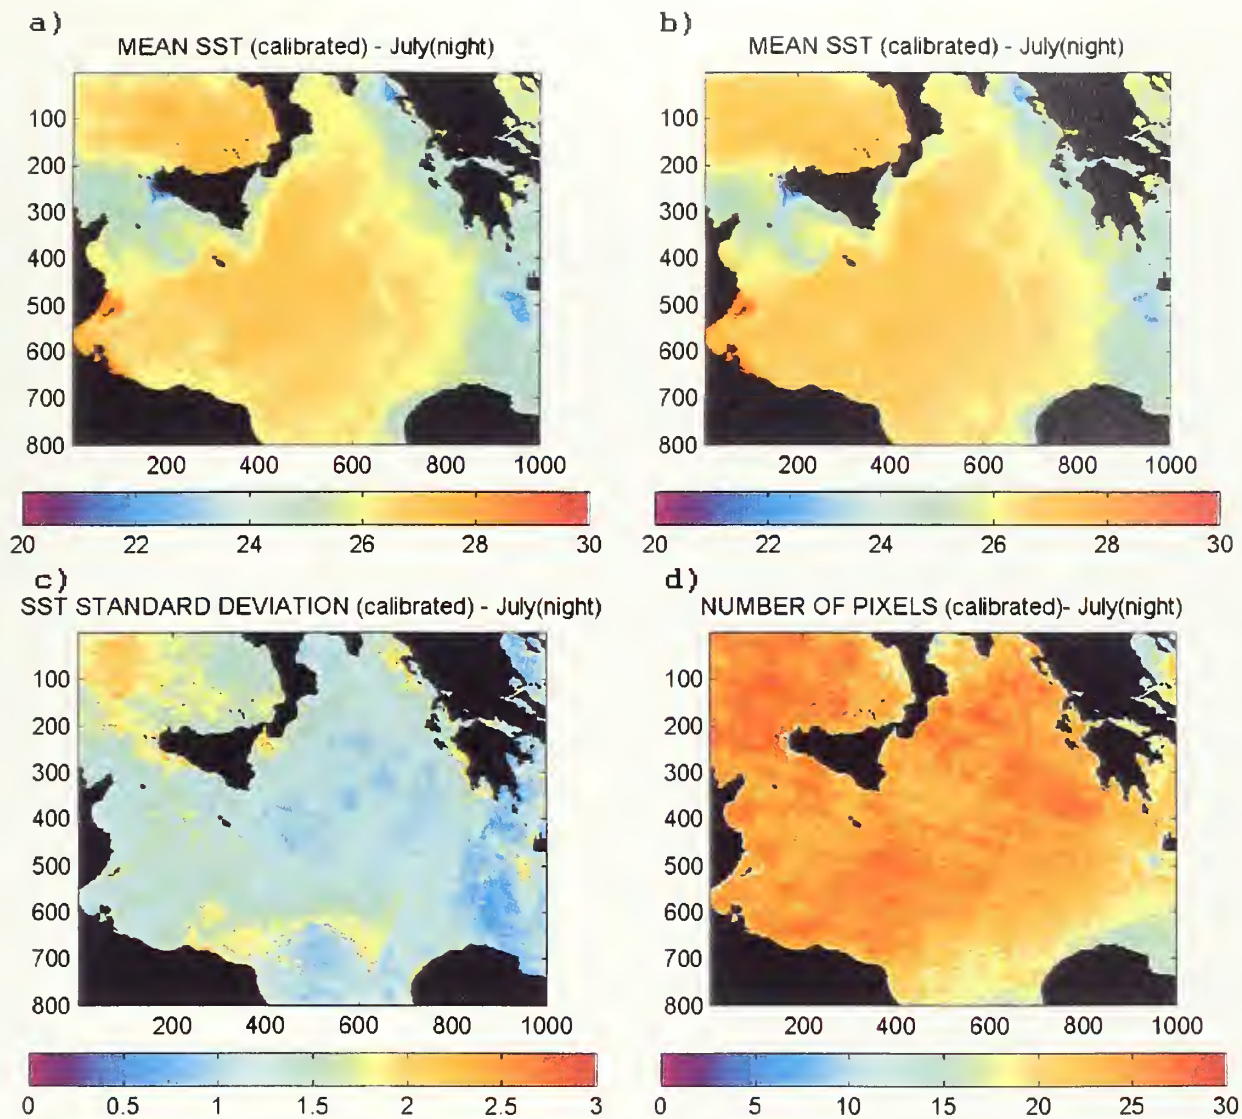 a)
MEAN SST (calibrated) - July(night)
100
200
300
400
500
600
700
800
200 400 600 800 1000
20 22 24 26 28 30
b)
MEAN SST (calibrated) - July(night)
100
200
300
400
500
600
700
800
200 400 600 800 1000
20 22 24 26 28 30
c)
SST STANDARD DEVIATION (calibrated) - July(night)
100
200
300
400
500
600
700
800
200 400 600 800 1000
0 0.5 1 1.5 2 2.5 3
d)
NUMBER OF PIXELS (calibrated)- July(night)
100
200
300
400
500
600
700
800
200 400 600 800 1000
0 5 10 15 20 25 30